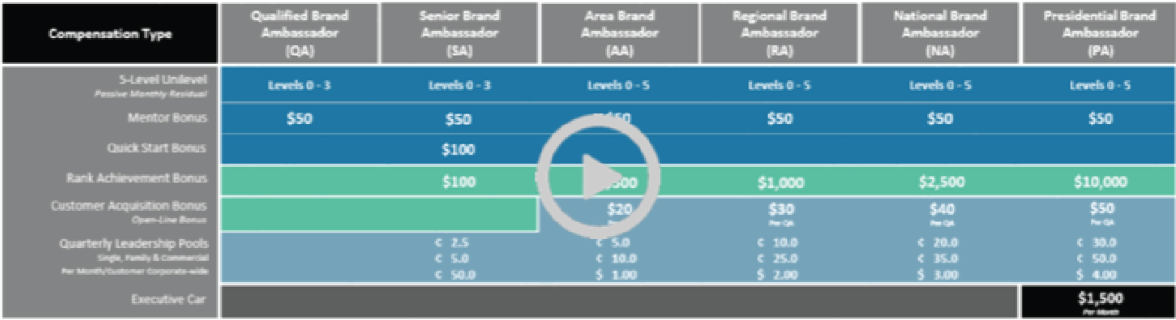 Compensation Type
Qualified Brand Ambassador (QA)
Senior Brand Ambassador (SA)
Area Brand Ambassador (AA)
Regional Brand Ambassador (RA)
National Brand Ambassador (NA)
Presidential Brand Ambassador (PA)
5-Level Unilevel
Passive Monthly Residual
Levels 0 - 3 Levels 0 - 3 Levels 0 - 5 Levels 0 - 5 Levels 0 - 5 Levels 0 - 5
Mentor Bonus $50 $50 $50 $50 $50 $50
Quick Start Bonus $100
Rank Achievement Bonus $100 $1,000 $2,500 $10,000
Customer Acquisition Bonus $20 $30 $40 $50
Open-Line Bonus Per QA Per QA Per QA
Quarterly Leadership Pools ¢ 2.5 ¢ 5.0 ¢ 10.0 ¢ 20.0 ¢ 30.0
Single, Family & Commercial ¢ 5.0 ¢ 10.0 ¢ 25.0 ¢ 35.0 ¢ 50.0
Per Month/Customer Corporate-wide ¢ 50.0 $ 1.00 $ 2.00 $ 3.00 $ 4.00
Executive Car $1,500
Per Month